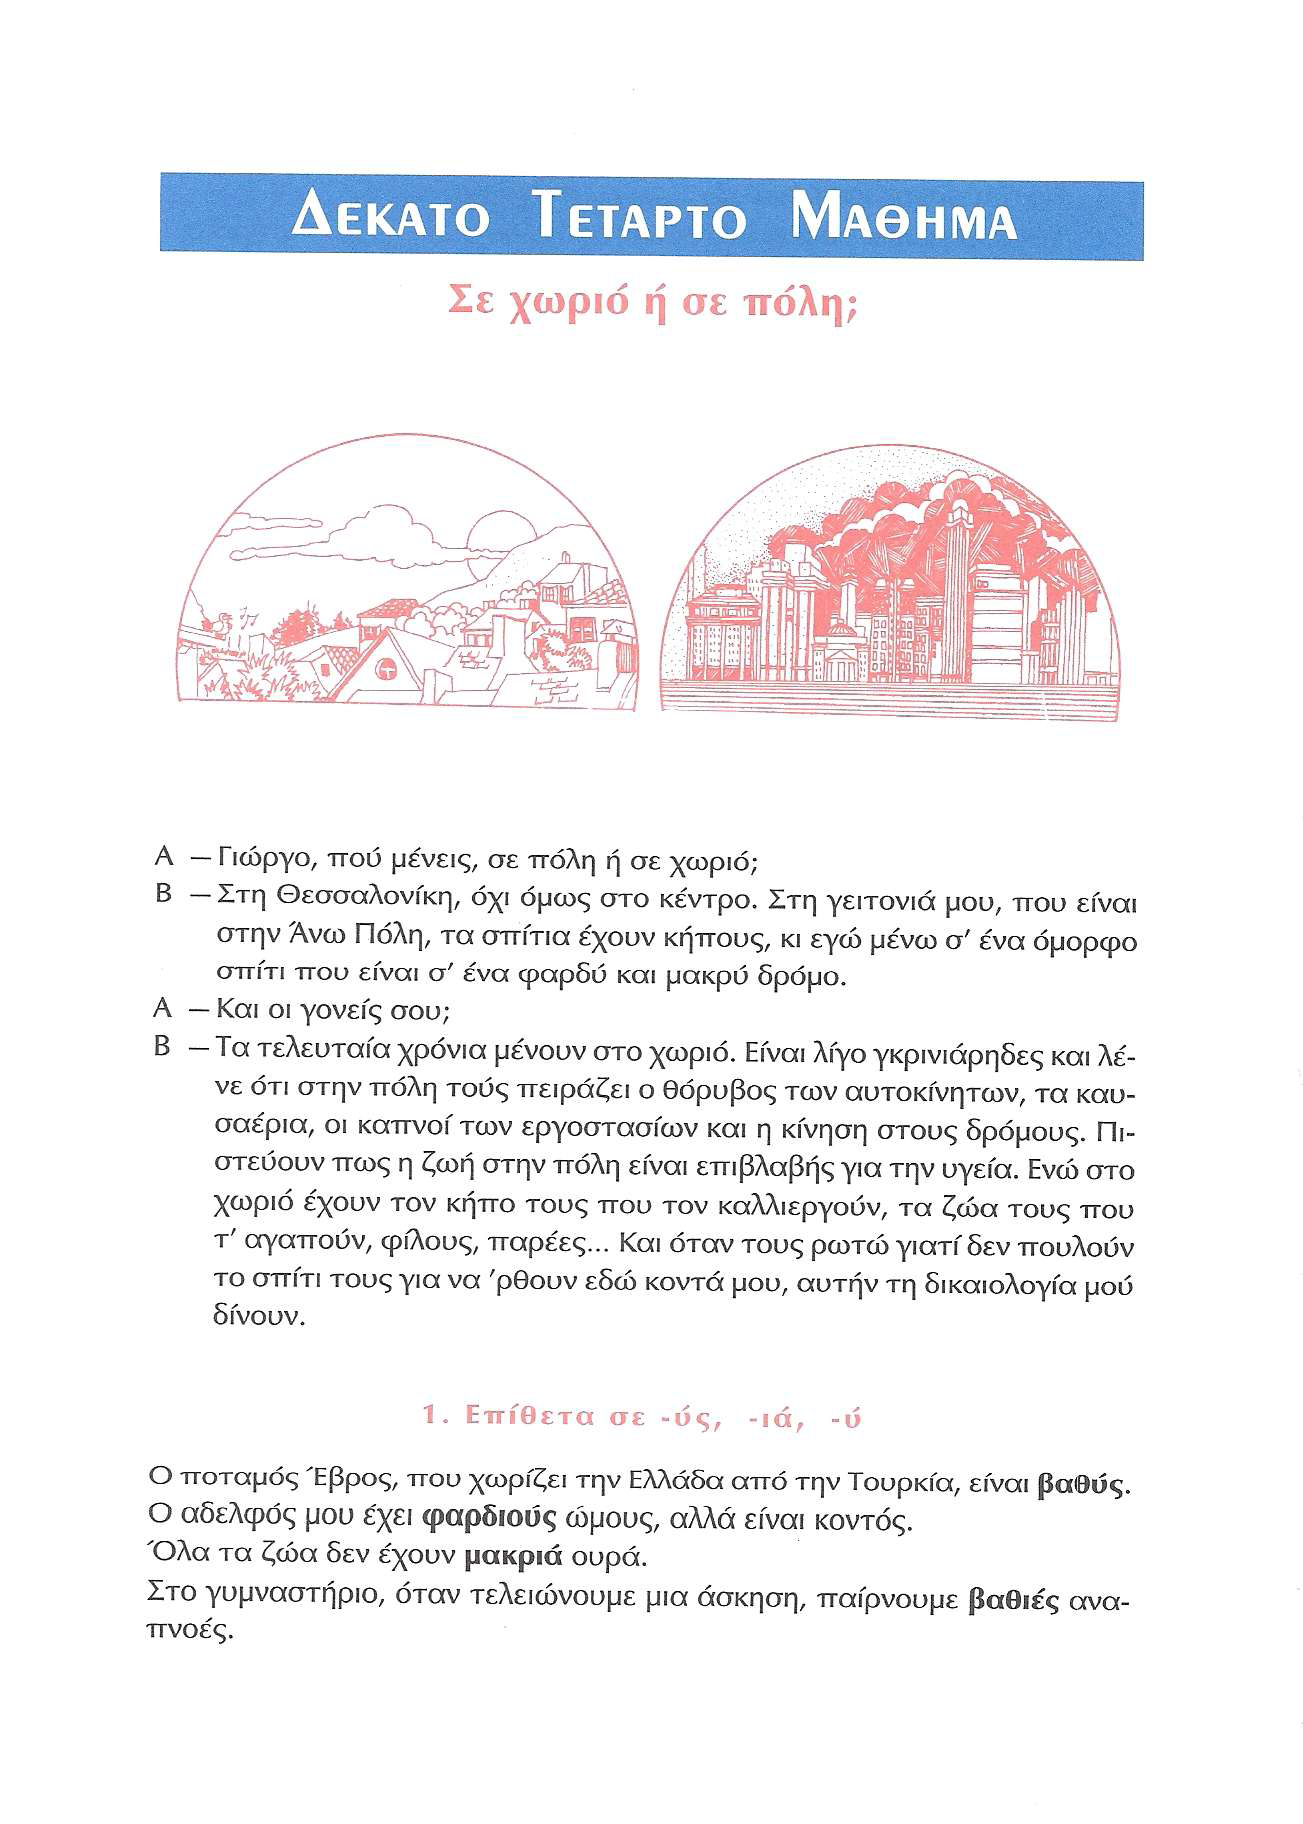 ΔΕΚΑΤΟ ΤΕΤΑΡΤΟ ΜΑΘΗΜΑ
Σε χωριό ή σε πόλη;
Α – Γιώργο, πού μένεις, σε πόλη ή σε χωριό;
Β – Στη Θεσσαλονίκη, όχι όμως στο κέντρο. Στη γειτονιά μου, που είναι
στην Άνω Πόλη, τα σπίτια έχουν κήπους, κι εγώ μένω σ' ένα όμορφο
σπίτι που είναι σ' ένα φαρδύ και μακρύ δρόμο.
Α – Και οι γονείς σου;
Β – Τα τελευταία χρόνια μένουν στο χωριό. Είναι λίγο γκρινιάρηδες και λέ-
νε ότι στην πόλη τούς πειράζει ο θόρυβος των αυτοκίνητων, τα καυ-
σαέρια, οι καπνοί των εργοστασίων και η κίνηση στους δρόμους. Πι-
στεύουν πως η ζωή στην πόλη είναι επιβλαβής για την υγεία. Ενώ στο
χωριό έχουν τον κήπο τους που τον καλλιεργούν, τα ζώα τους που
τ' αγαπούν, φίλους, παρέες... Και όταν τους ρωτώ γιατί δεν πουλούν
το σπίτι τους για να 'ρθουν εδώ κοντά μου, αυτήν τη δικαιολογία μού
δίνουν.
1. Επίθετα σε -ύς, -ιά, -ύ
Ο ποταμός Έβρος, που χωρίζει την Ελλάδα από την Τουρκία, είναι βαθύς.
Ο αδελφός μου έχει φαρδιούς ώμους, αλλά είναι κοντός.
Όλα τα ζώα δεν έχουν μακριά ουρά.
Στο γυμναστήριο, όταν τελειώνουμε μια άσκηση, παίρνουμε βαθιές ανα-
πνοές.